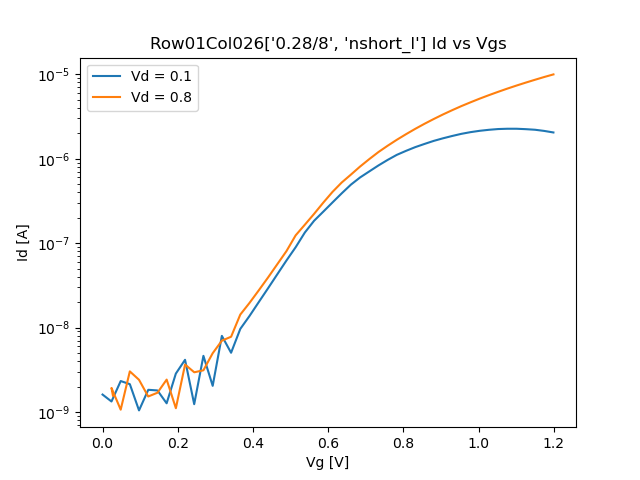 Row01Col026['0.28/8', 'nshort_l'] Id vs Vgs
Vd = 0.1
Vd = 0.8
Id [A]
10⁻⁵
10⁻⁶
10⁻⁷
10⁻⁸
10⁻⁹
0.0 0.2 0.4 0.6 0.8 1.0 1.2
Vg [V]